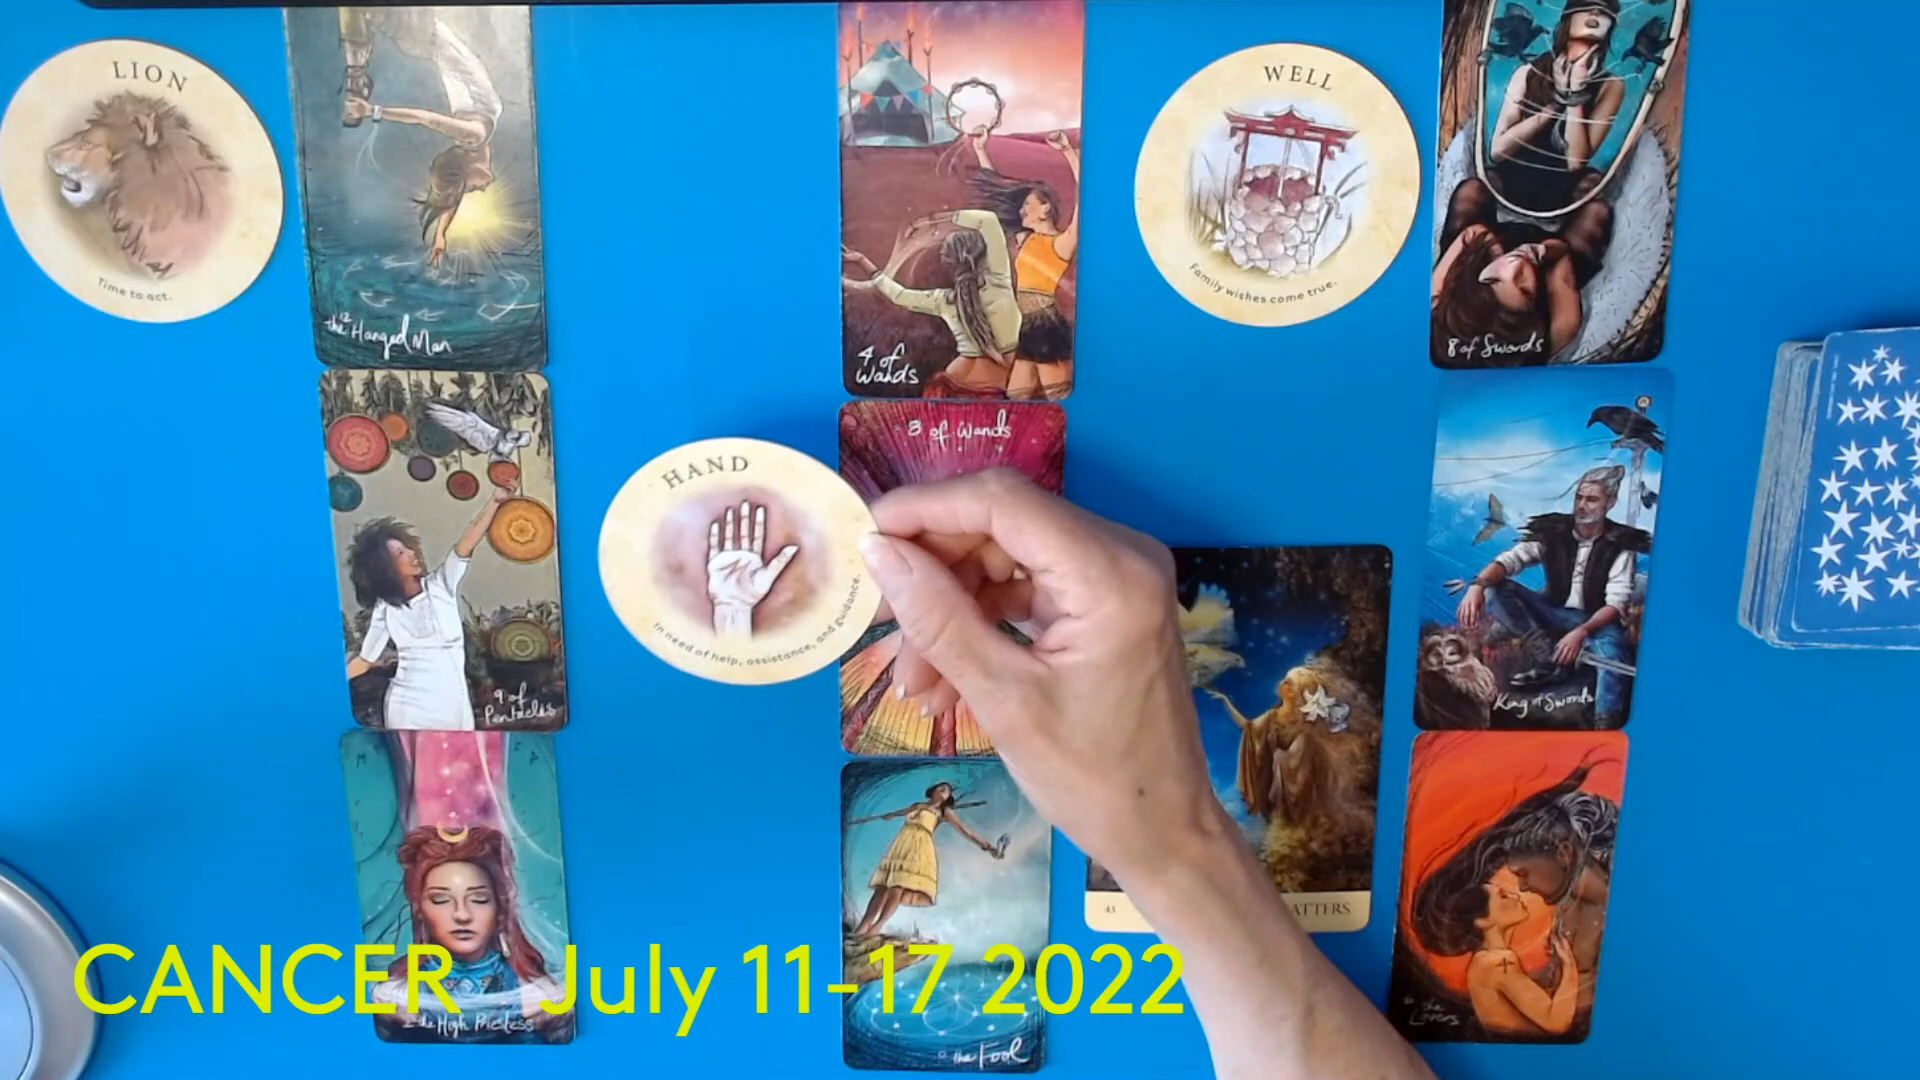 LION
Time to act.
the 12 Hanged Man
4 of
Wands
WELL
Family wishes come true.
8 of Swords
9 of
Pentacles
HAND
In need of help, assistance, and guidance.
8 of Wands
King of Swords
43
ATTERS
2 the High Priestess
0 the Fool
6 the
Lovers
CANCER July 11-17 2022